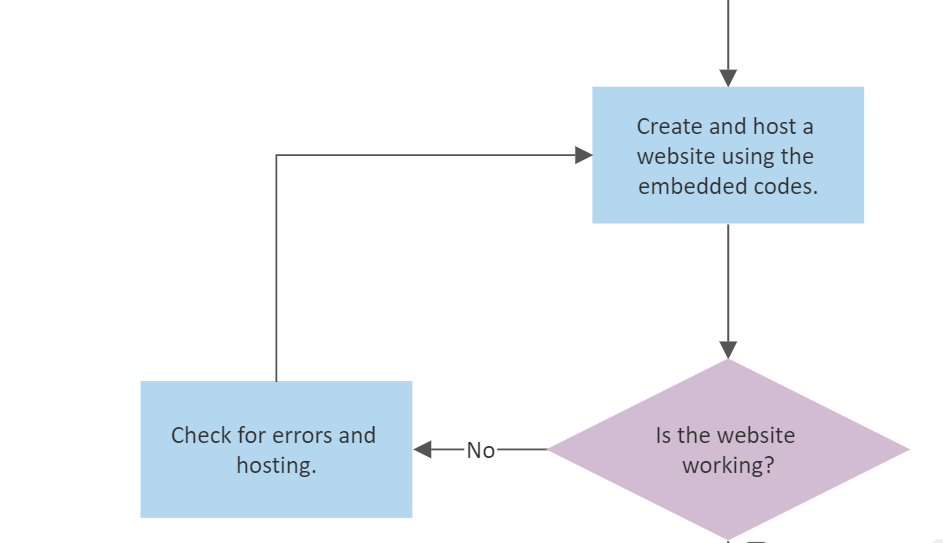 Create and host a
website using the
embedded codes.
Is the website
working?
No
Check for errors and
hosting.